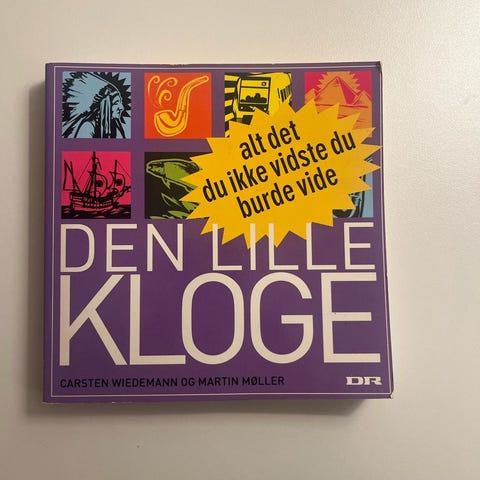 alt det
du ikke vidste du
burde vide
DEN LILLE
KLOGE
CARSTEN WIEDEMANN OG MARTIN MØLLER
DR